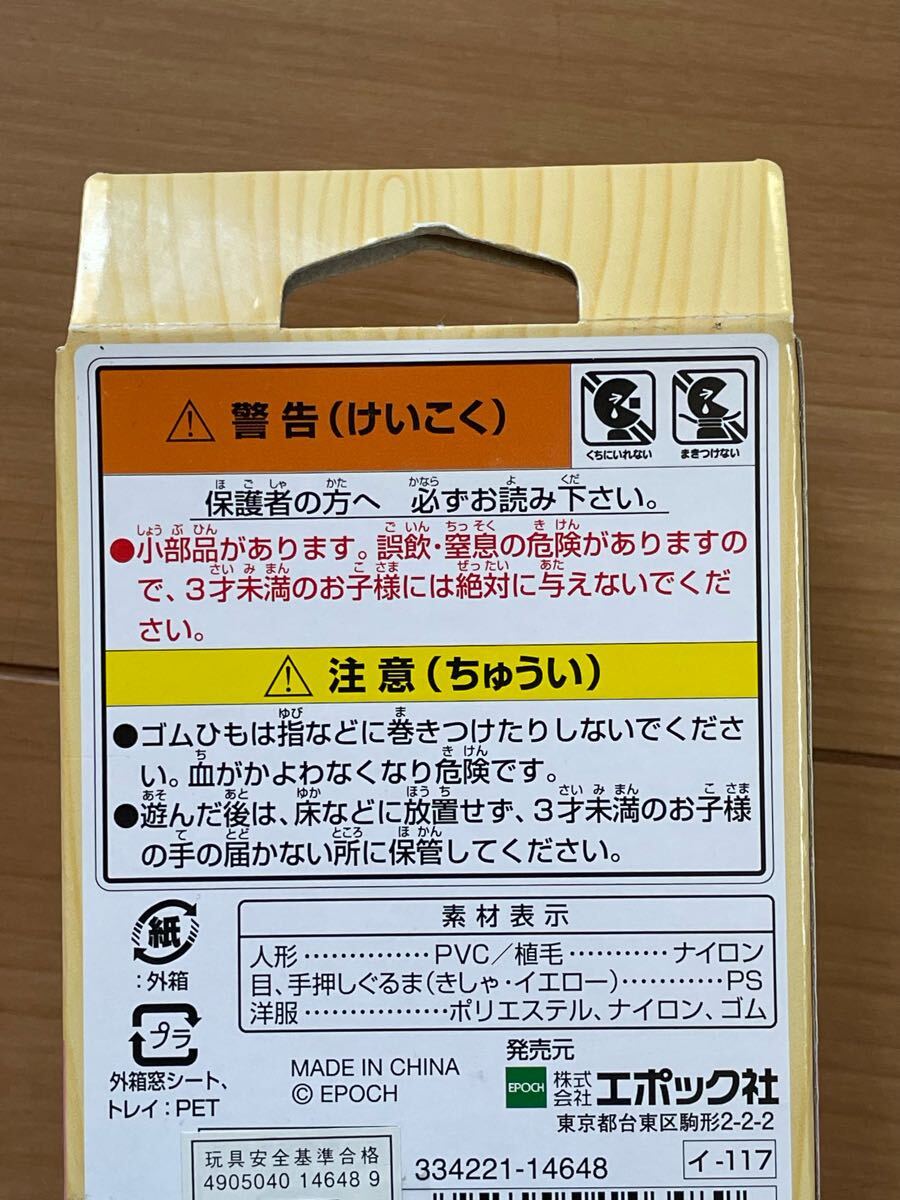 警告(けいこく)
くちにいれない
まきつけない
保護者の方へ 必ずお読み下さい。
●小部品があります。誤飲・窒息の危険がありますの
で、3才未満のお子様には絶対に与えないでくだ
さい。
注意(ちゅうい)
●ゴムひもは指などに巻きつけたりしないでくださ
い。血がかよわなくなり危険です。
●遊んだ後は、床などに放置せず、3才未満のお子様
の手の届かない所に保管してください。
紙
:外箱
プラ
外箱窓シート、
トレイ:PET
素材表示
人形…………PVC/植毛………ナイロン
目、手押しぐるま(きしゃ・イエロー)………PS
洋服…………ポリエステル、ナイロン、ゴム
MADE IN CHINA
© EPOCH
発売元
EPOCH 株式会社 エポック社
東京都台東区駒形2-2-2
玩具安全基準合格
4905040 14648 9
334221-14648
イ-117